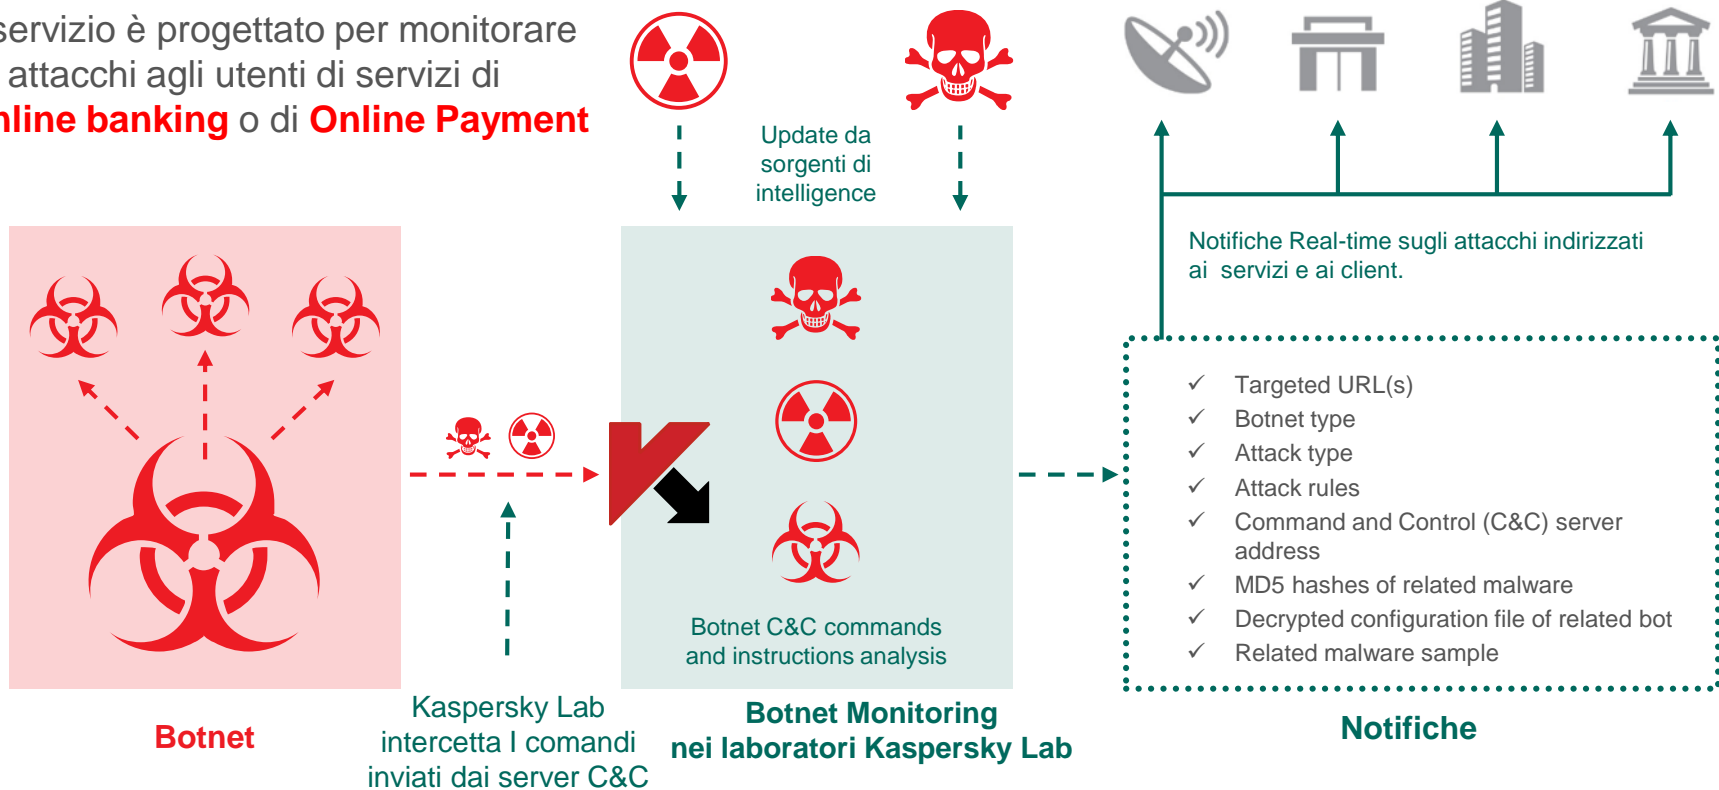 servizio è progettato per monitorare
attacchi agli utenti di servizi di
nline banking o di Online Payment
Update da
sorgenti di
intelligence
Notifiche Real-time sugli attacchi indirizzati
ai servizi e ai client.
Targeted URL(s)
Botnet type
Attack type
Attack rules
Command and Control (C&C) server
address
MD5 hashes of related malware
Decrypted configuration file of related bot
Related malware sample
Botnet C&C commands
and instructions analysis
Botnet
Kaspersky Lab
intercetta I comandi
inviati dai server C&C
Botnet Monitoring
nei laboratori Kaspersky Lab
Notifiche